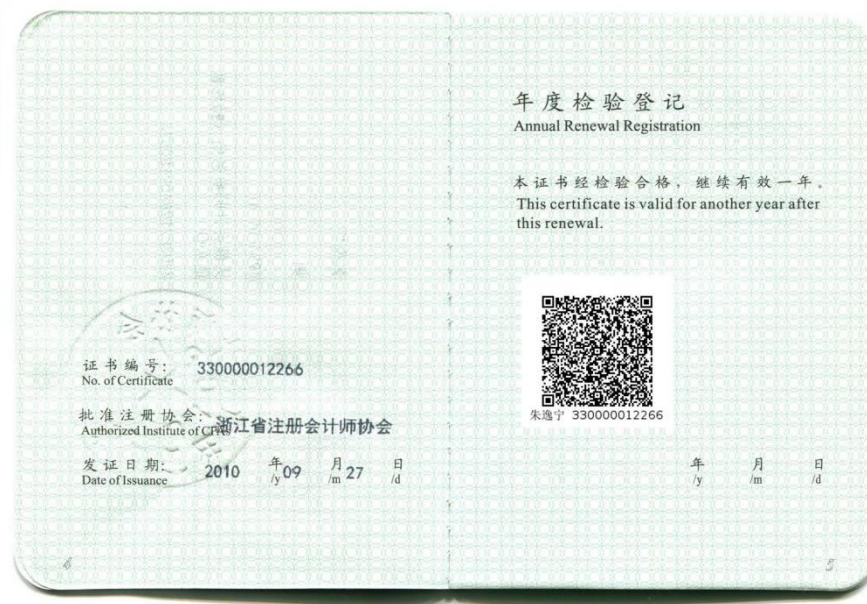 证书编号： 330000012266
No. of Certificate
批准注册协会：浙江省注册会计师协会
Authorized Institute of CPAs
发证日期： 2010 年 09 月 27 日
Date of Issuance /y /m /d
年度检验登记
Annual Renewal Registration
本证书经检验合格，继续有效一年。
This certificate is valid for another year after
this renewal.
朱逸宁 330000012266
年 月 日
/y /m /d
5